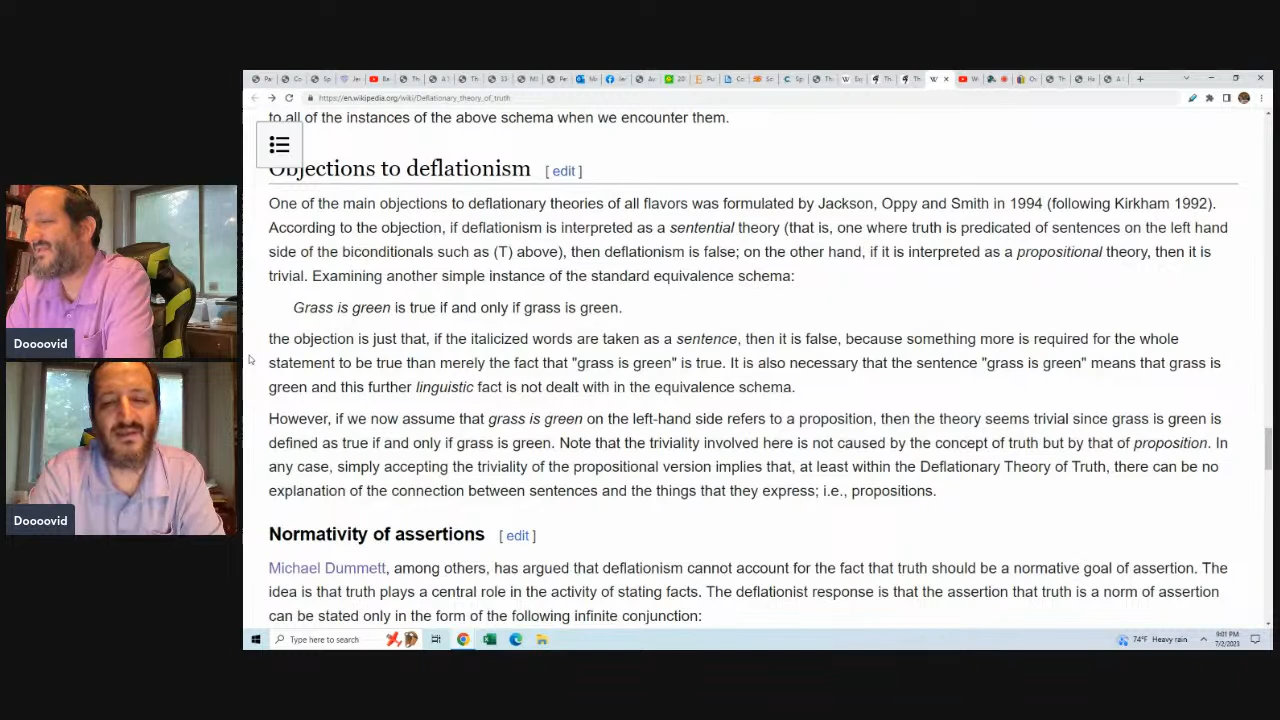 https://en.wikipedia.org/wiki/Deflationary_theory_of_truth
to all of the instances of the above schema when we encounter them.
Objections to deflationism [ edit ]
One of the main objections to deflationary theories of all flavors was formulated by Jackson, Oppy and Smith in 1994 (following Kirkham 1992).
According to the objection, if deflationism is interpreted as a sentential theory (that is, one where truth is predicated of sentences on the left hand
side of the biconditionals such as (T) above), then deflationism is false; on the other hand, if it is interpreted as a propositional theory, then it is
trivial. Examining another simple instance of the standard equivalence schema:
Grass is green is true if and only if grass is green.
the objection is just that, if the italicized words are taken as a sentence, then it is false, because something more is required for the whole
statement to be true than merely the fact that "grass is green" is true. It is also necessary that the sentence "grass is green" means that grass is
green and this further linguistic fact is not dealt with in the equivalence schema.
However, if we now assume that grass is green on the left-hand side refers to a proposition, then the theory seems trivial since grass is green is
defined as true if and only if grass is green. Note that the triviality involved here is not caused by the concept of truth but by that of proposition. In
any case, simply accepting the triviality of the propositional version implies that, at least within the Deflationary Theory of Truth, there can be no
explanation of the connection between sentences and the things that they express; i.e., propositions.
Normativity of assertions [ edit ]
Michael Dummett, among others, has argued that deflationism cannot account for the fact that truth should be a normative goal of assertion. The
idea is that truth plays a central role in the activity of stating facts. The deflationist response is that the assertion that truth is a norm of assertion
can be stated only in the form of the following infinite conjunction:
Type here to search
74°F Heavy rain
9:01 PM
7/2/2023
Doooovid
Doooovid